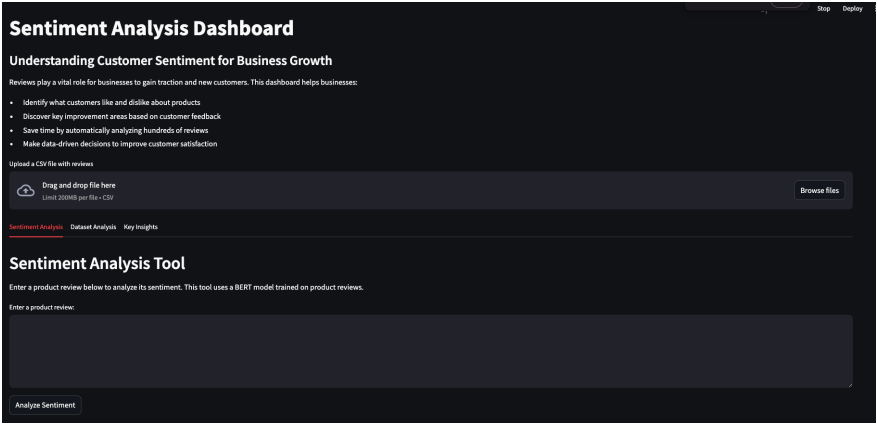 Stop Deploy
Sentiment Analysis Dashboard
Understanding Customer Sentiment for Business Growth
Reviews play a vital role for businesses to gain traction and new customers. This dashboard helps businesses:
• Identify what customers like and dislike about products
• Discover key improvement areas based on customer feedback
• Save time by automatically analyzing hundreds of reviews
• Make data-driven decisions to improve customer satisfaction
Upload a CSV file with reviews
Drag and drop file here
Limit 200MB per file • CSV
Browse files
Sentiment Analysis Dataset Analysis Key Insights
Sentiment Analysis Tool
Enter a product review below to analyze its sentiment. This tool uses a BERT model trained on product reviews.
Enter a product review:
Analyze Sentiment